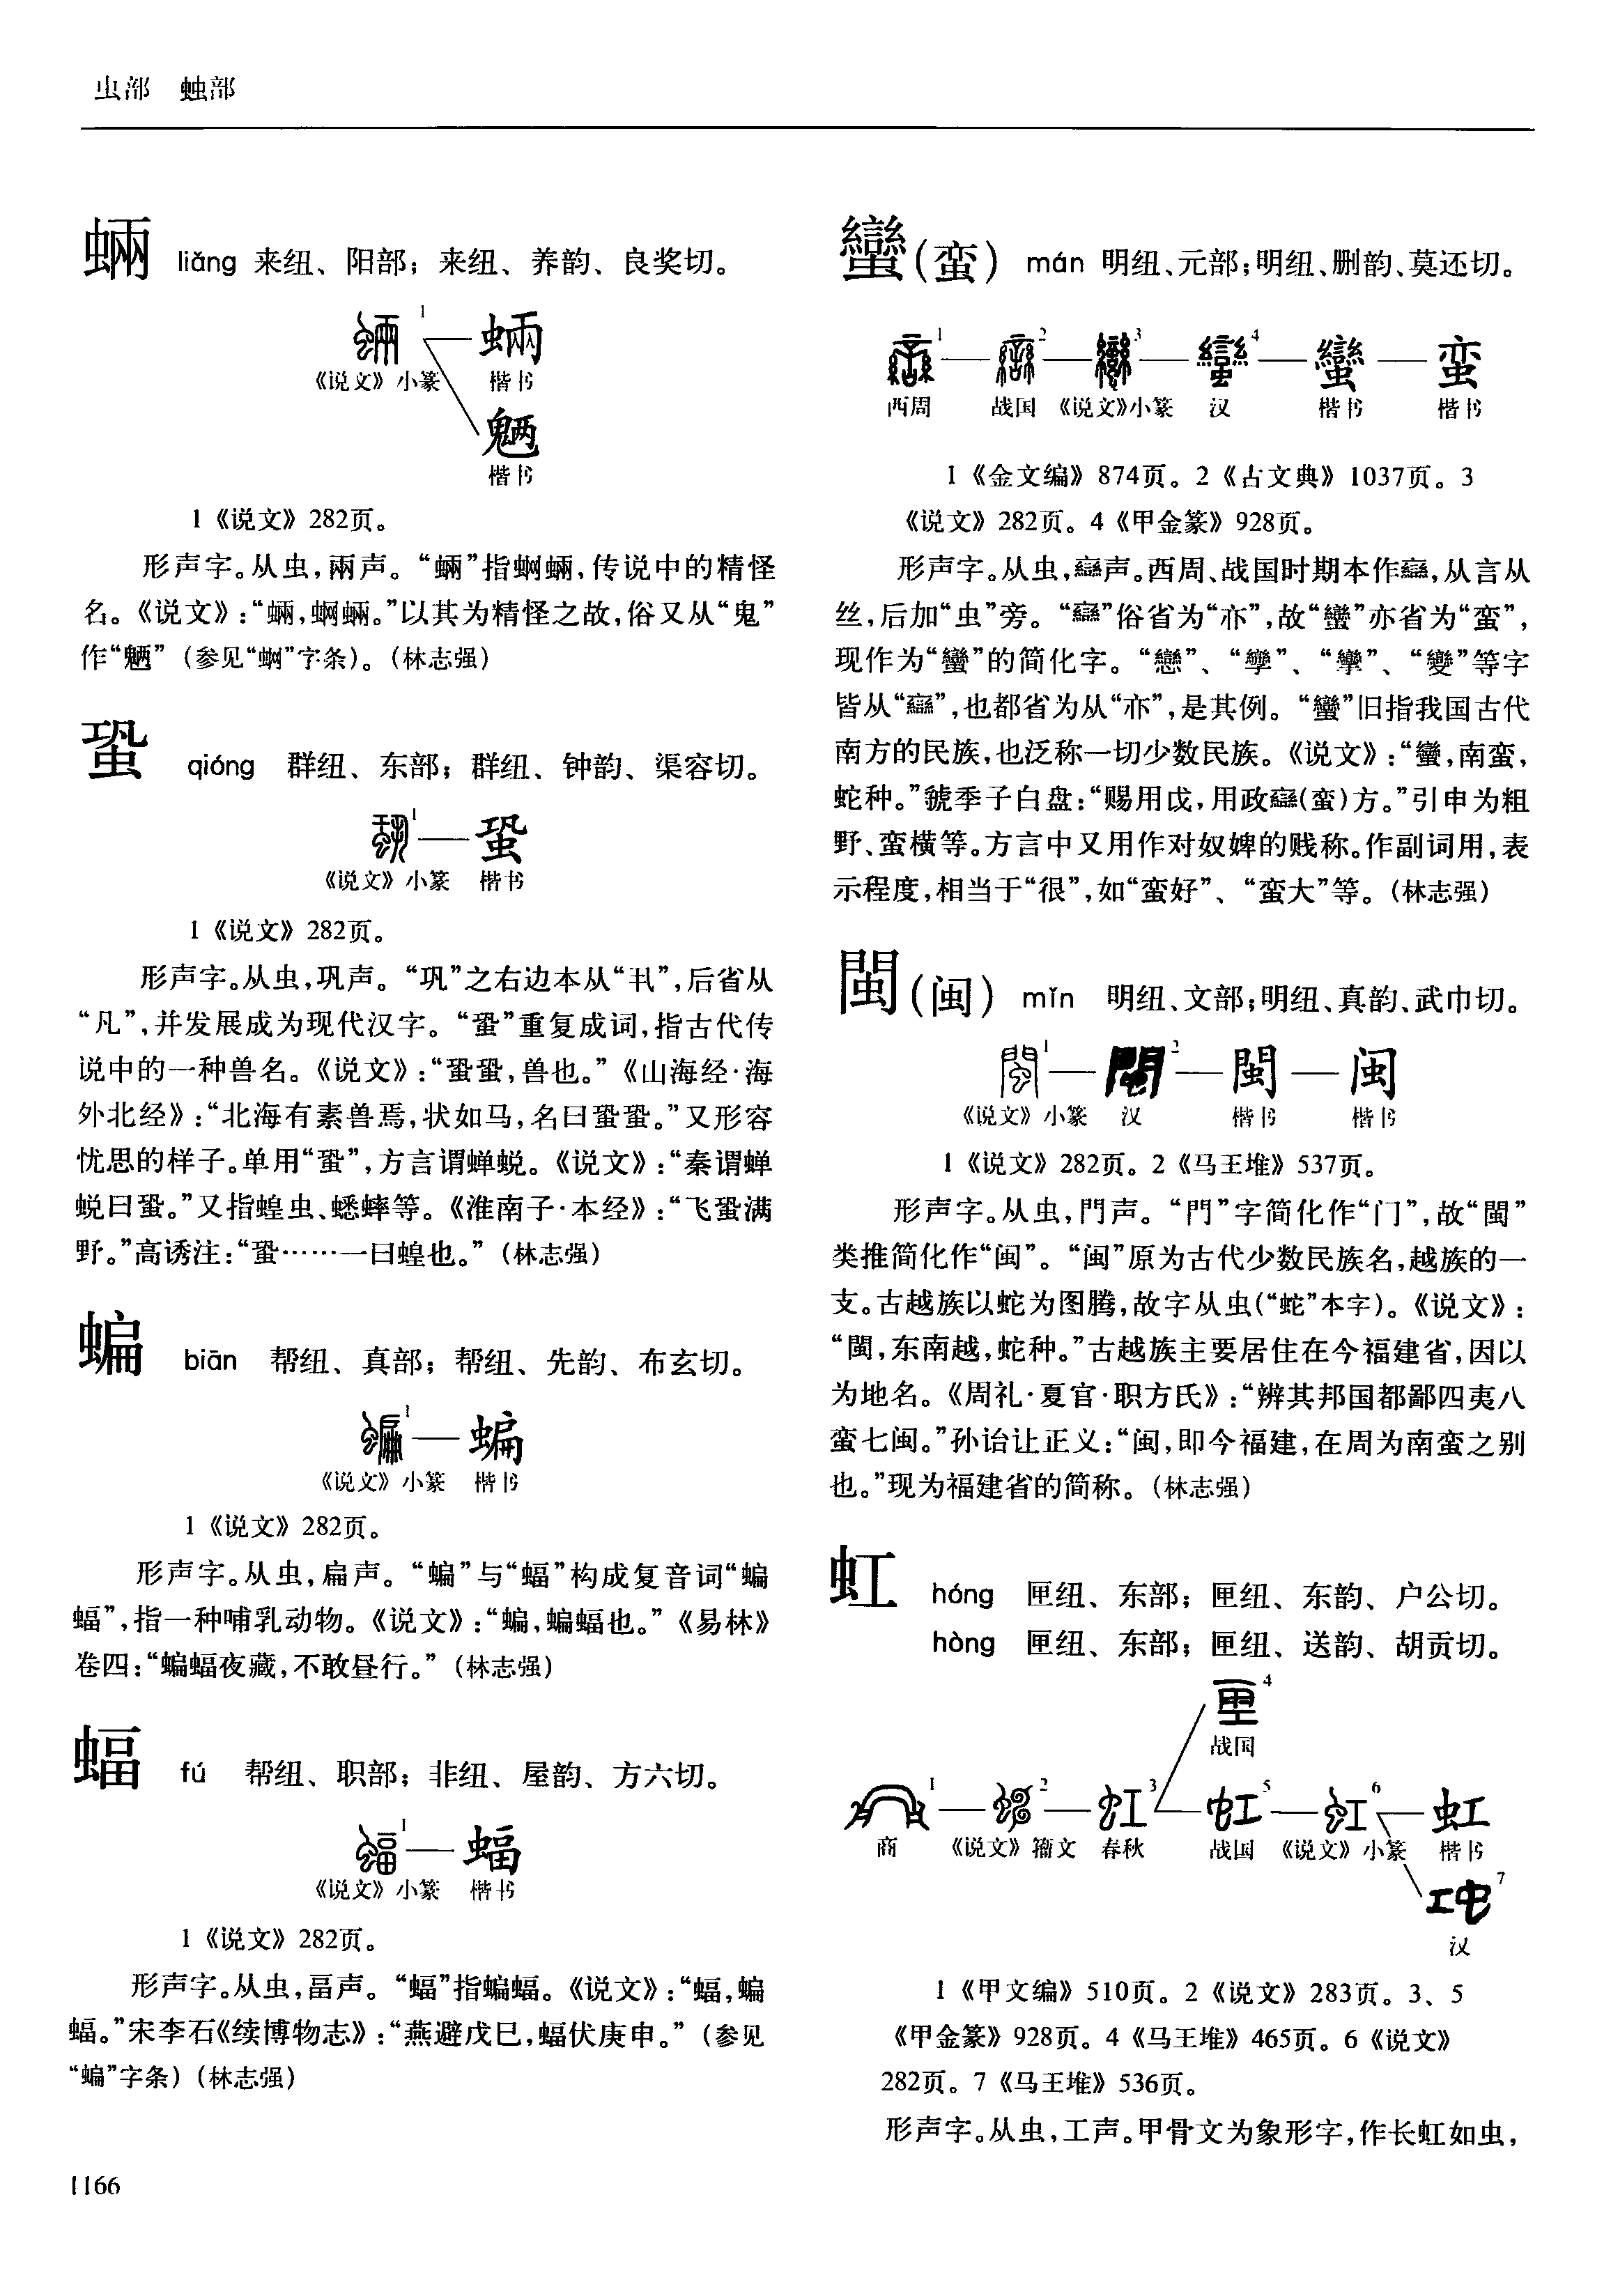 虫部　䖵部
蜽 liǎng 来纽、阳部；来纽、养韵、良奖切。
1
蜽
《说文》小篆 楷书
魉
楷书
1《说文》282页。
形声字。从虫，兩声。“蜽”指蝄蜽，传说中的精怪
名。《说文》：“蜽，蝄蜽。”以其为精怪之故，俗又从“鬼”
作“魉”（参见“蝄”字条）。（林志强）
蛩 qióng 群纽、东部；群纽、钟韵、渠容切。
1 蛩
《说文》小篆 楷书
1《说文》282页。
形声字。从虫，巩声。“巩”之右边本从“丮”，后省从
“凡”，并发展成为现代汉字。“蛩”重复成词，指古代传
说中的一种兽名。《说文》：“蛩蛩，兽也。”《山海经·海
外北经》：“北海有素兽焉，状如马，名曰蛩蛩。”又形容
忧思的样子。单用“蛩”，方言谓蝉蜕。《说文》：“秦谓蝉
蜕曰蛩。”又指蝗虫、蟋蟀等。《淮南子·本经》：“飞蛩满
野。”高诱注：“蛩……一曰蝗也。”（林志强）
蝙 biān 帮纽、真部；帮纽、先韵、布玄切。
1 蝙
《说文》小篆 楷书
1《说文》282页。
形声字。从虫，扁声。“蝙”与“蝠”构成复音词“蝙
蝠”，指一种哺乳动物。《说文》：“蝙，蝙蝠也。”《易林》
卷四：“蝙蝠夜藏，不敢昼行。”（林志强）
蝠 fú 帮纽、职部；非纽、屋韵、方六切。
1 蝠
《说文》小篆 楷书
1《说文》282页。
形声字。从虫，畐声。“蝠”指蝙蝠。《说文》：“蝠，蝙
蝠。”宋李石《续博物志》：“燕避戊巳，蝠伏庚申。”（参见
“蝙”字条）（林志强）
1166
蠻（蛮） mán 明纽、元部；明纽、删韵、莫还切。
1 2 3 4 蠻 蛮
西周 战国 《说文》小篆 汉 楷书 楷书
1《金文编》874页。2《古文典》1037页。3
《说文》282页。4《甲金篆》928页。
形声字。从虫，䜌声。西周、战国时期本作䜌，从言从
丝，后加“虫”旁。“䜌”俗省为“亦”，故“蠻”亦省为“蛮”，
现作为“蠻”的简化字。“戀”、“孿”、“攣”、“變”等字
皆从“䜌”，也都省为从“亦”，是其例。“蠻”旧指我国古代
南方的民族，也泛称一切少数民族。《说文》：“蠻，南蛮，
蛇种。”虢季子白盘：“赐用戉，用政䜌(蛮)方。”引申为粗
野、蛮横等。方言中又用作对奴婢的贱称。作副词用，表
示程度，相当于“很”，如“蛮好”、“蛮大”等。（林志强）
閩（闽） mǐn 明纽、文部；明纽、真韵、武巾切。
1 2 閩 闽
《说文》小篆 汉 楷书 楷书
1《说文》282页。2《马王堆》537页。
形声字。从虫，門声。“門”字简化作“门”，故“閩”
类推简化作“闽”。“闽”原为古代少数民族名，越族的一
支。古越族以蛇为图腾，故字从虫(“蛇”本字)。《说文》：
“閩，东南越，蛇种。”古越族主要居住在今福建省，因以
为地名。《周礼·夏官·职方氏》：“辨其邦国都鄙四夷八
蛮七闽。”孙诒让正义：“闽，即今福建，在周为南蛮之别
也。”现为福建省的简称。（林志强）
虹 hóng 匣纽、东部；匣纽、东韵、户公切。
hòng 匣纽、东部；匣纽、送韵、胡贡切。
4
战国
1 2 3 5 6 虹
商 《说文》籀文 春秋 战国 《说文》小篆 楷书
7
汉
1《甲文编》510页。2《说文》283页。3、5
《甲金篆》928页。4《马王堆》465页。6《说文》
282页。7《马王堆》536页。
形声字。从虫，工声。甲骨文为象形字，作长虹如虫，